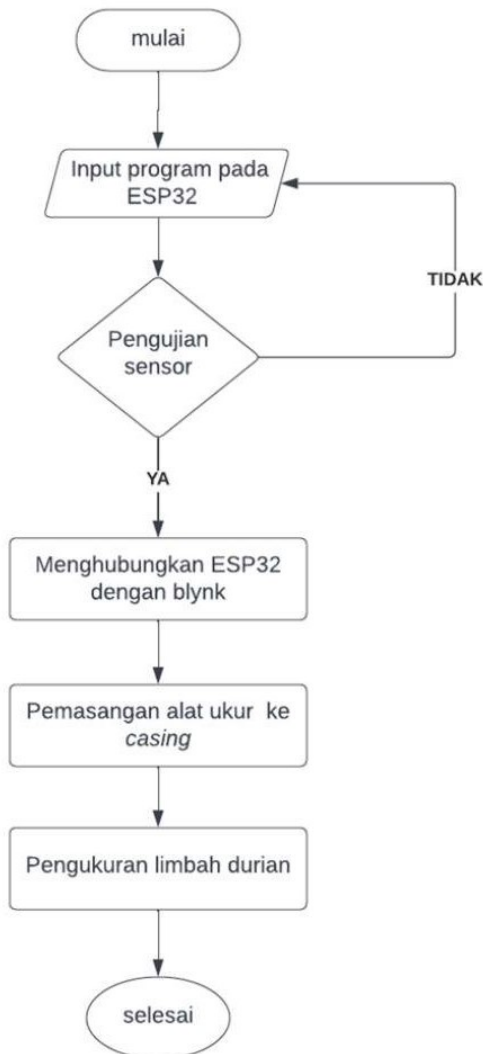 mulai
Input program pada
ESP32
TIDAK
Pengujian
sensor
YA
Menghubungkan ESP32
dengan blynk
Pemasangan alat ukur ke
casing
Pengukuran limbah durian
selesai